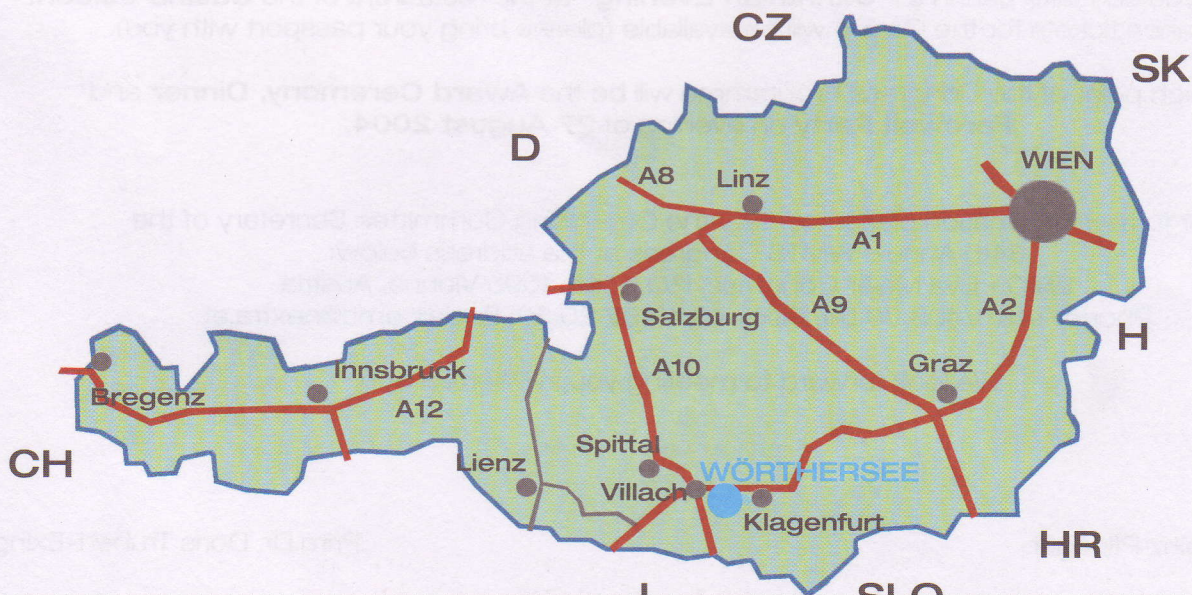 CZ
SK
D
WIEN
A8
Linz
A1
A9
A2
Salzburg
H
A10
Graz
Innsbruck
Bregenz
A12
CH
Spittal
Lienz
WÖRTHERSEE
Villach
Klagenfurt
HR
I
SLO